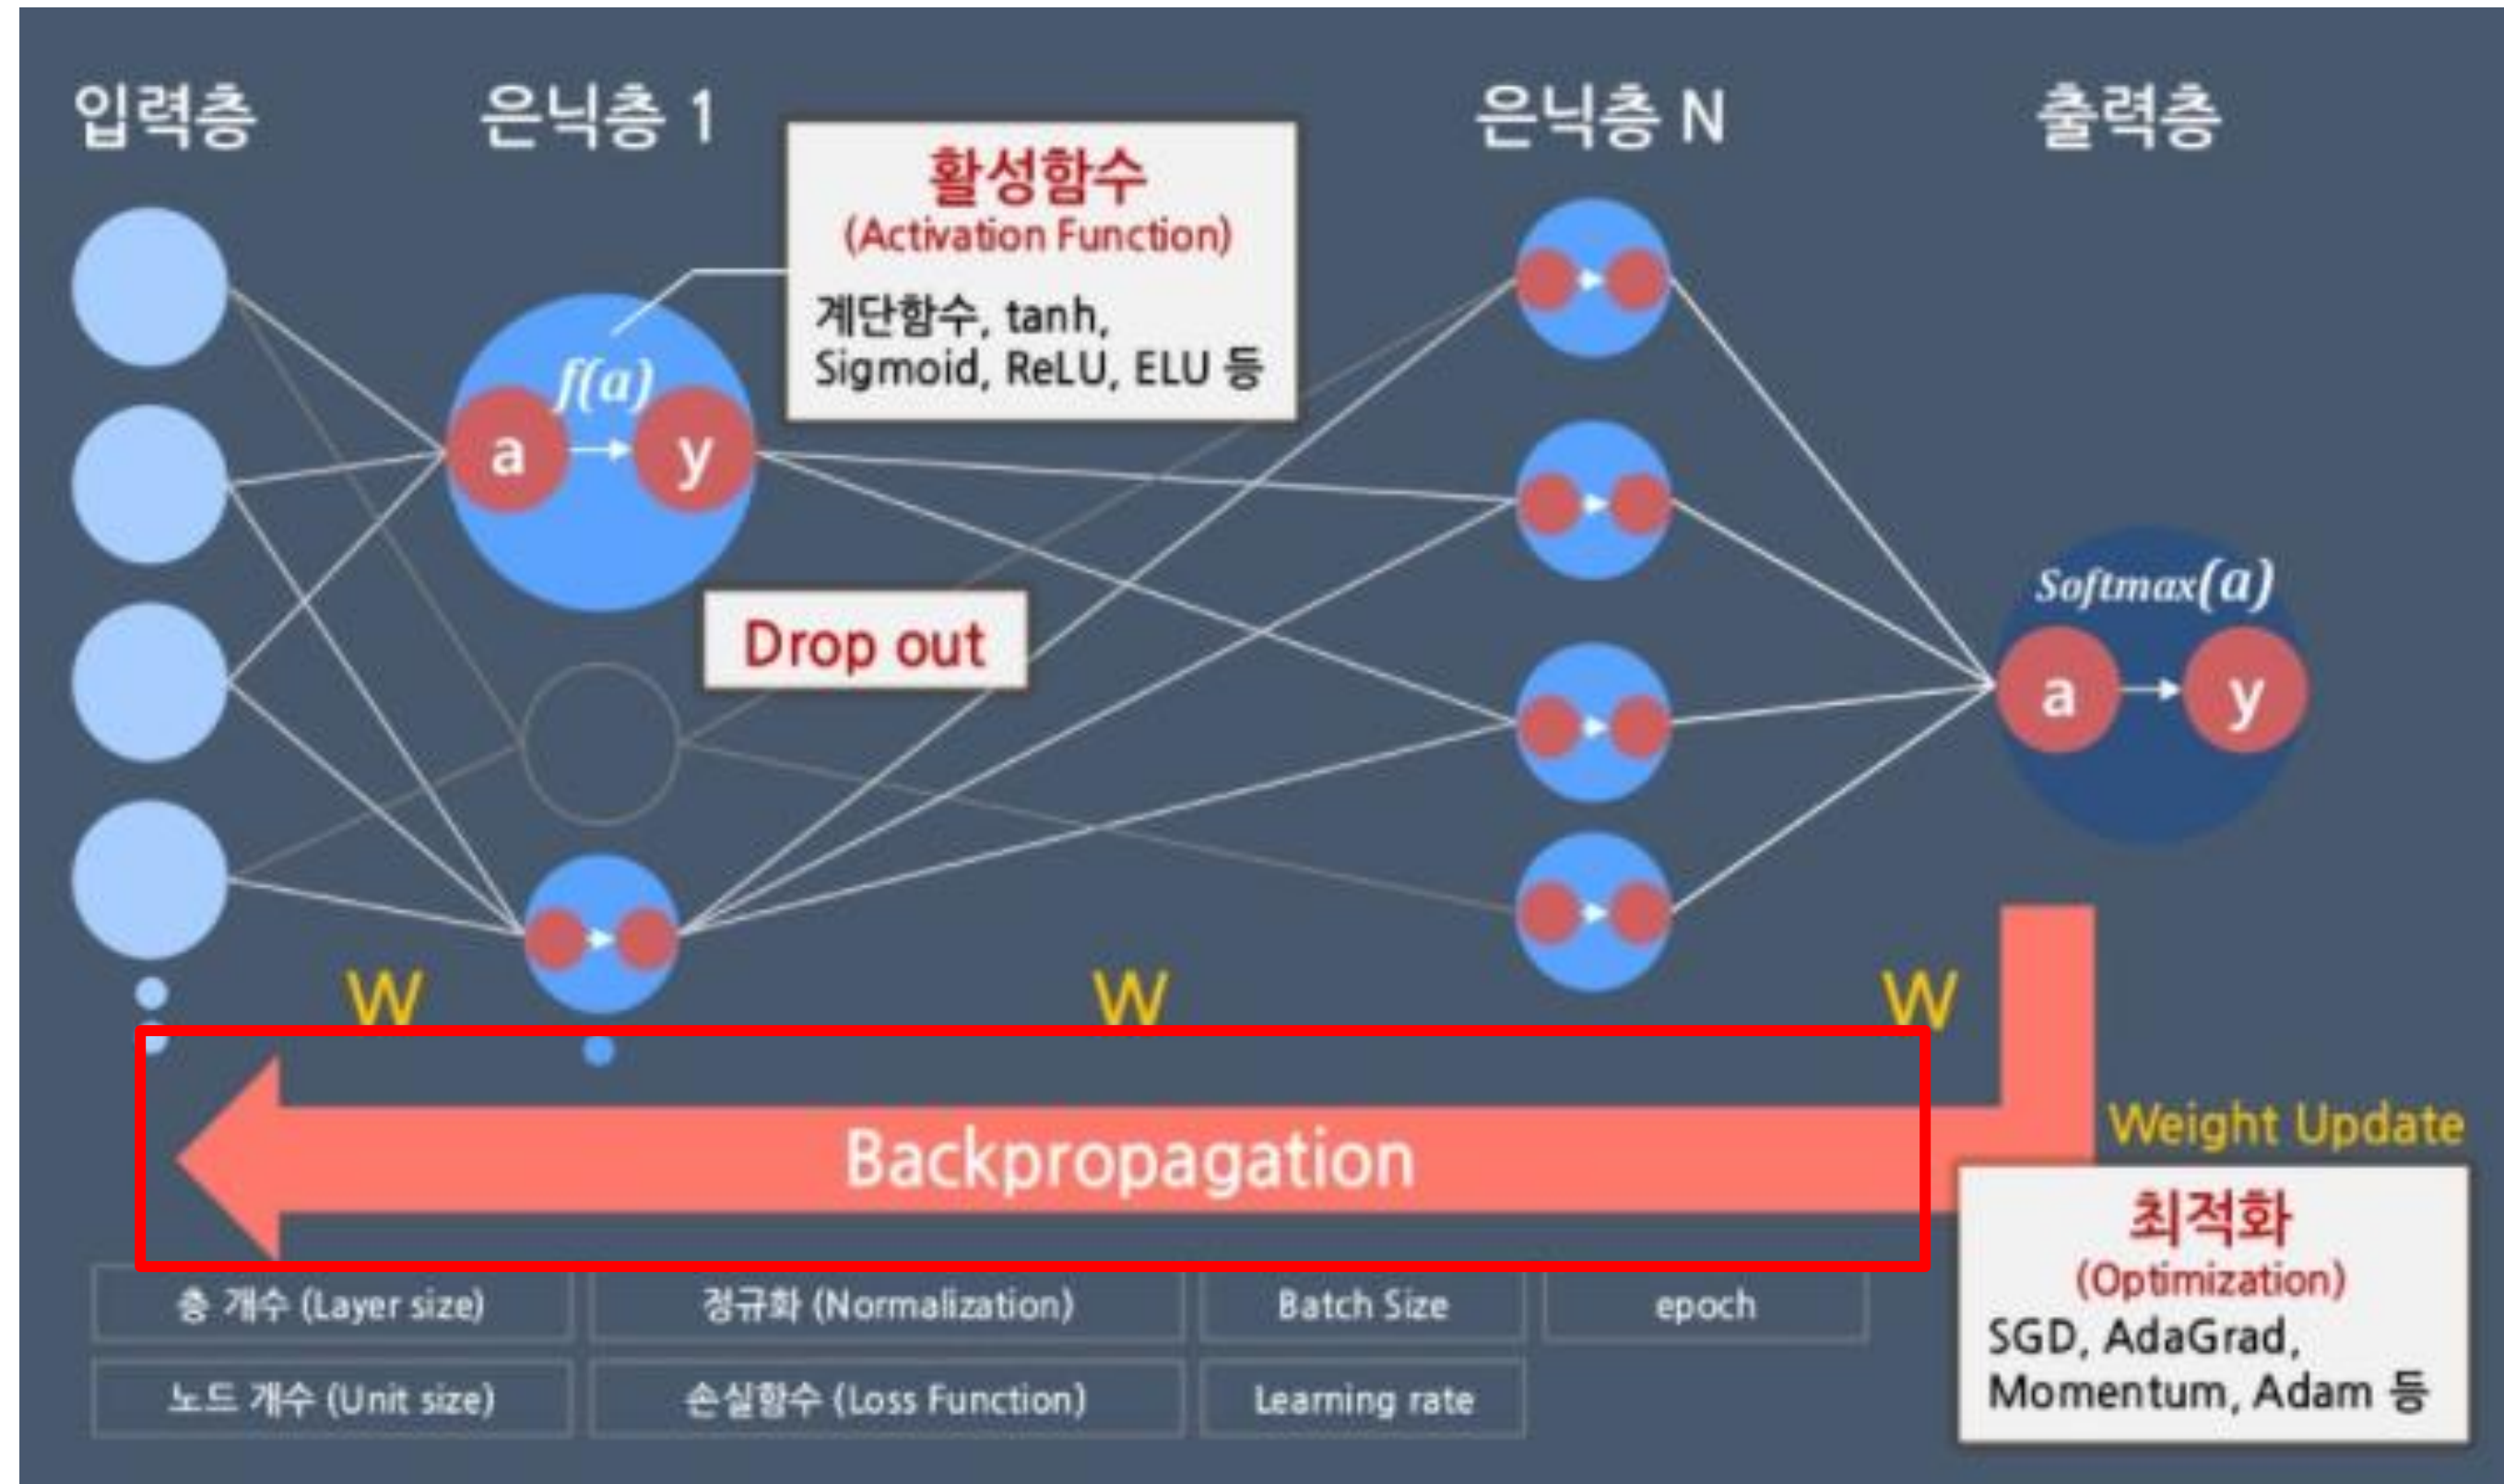 입력층
은닉층 1
은닉층 N
출력층
활성함수
(Activation Function)
계단함수, tanh,
Sigmoid, ReLU, ELU 등
f(a)
a
y
Drop out
Softmax(a)
a
y
W
W
W
Backpropagation
Weight Update
최적화
(Optimization)
SGD, AdaGrad,
Momentum, Adam 등
층 개수 (Layer size)
정규화 (Normalization)
Batch Size
epoch
노드 개수 (Unit size)
손실함수 (Loss Function)
Learning rate